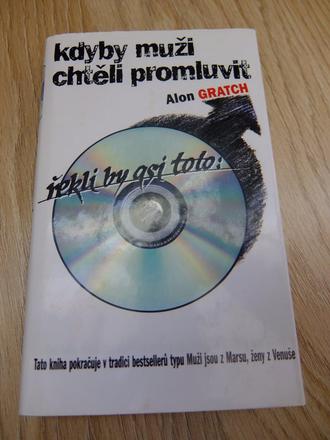 kdyby muži
chtěli promluvit
Alon GRATCH
řekli by asi toto:
Tato kniha pokračuje v tradici bestsellerů typu Muži jsou z Marsu, ženy z Venuše